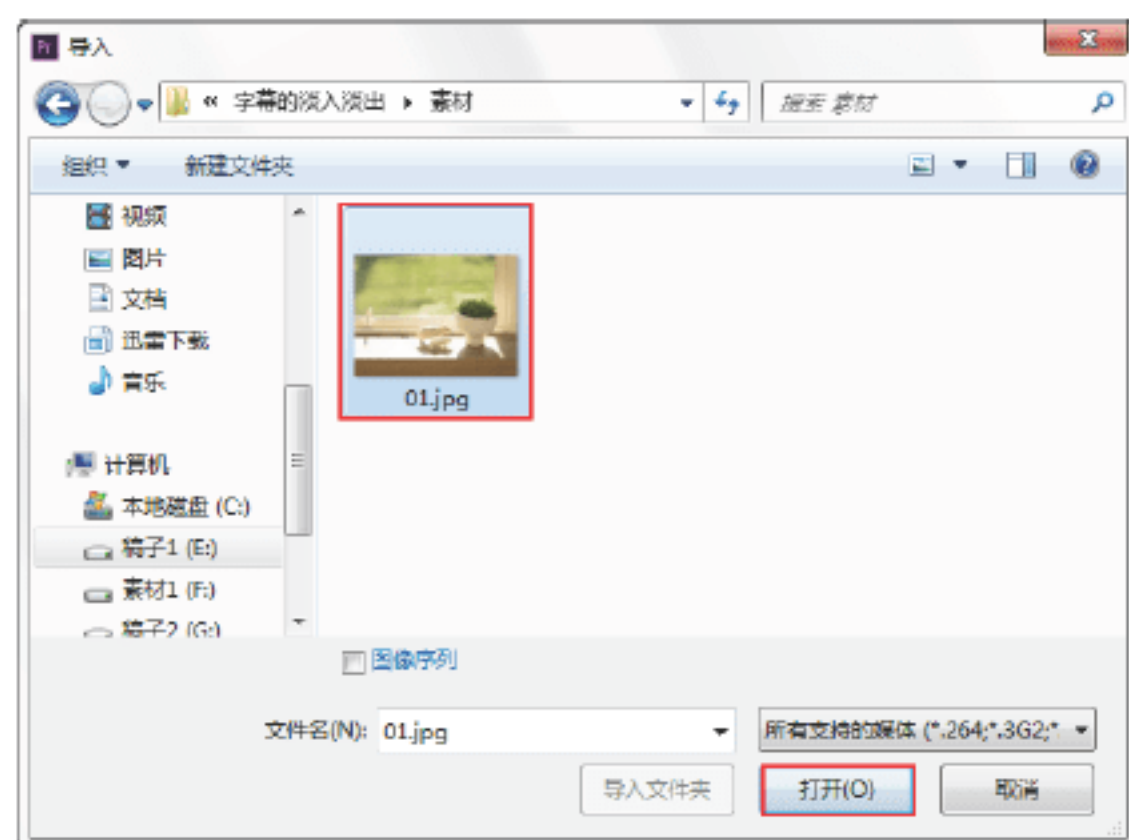 Pr 导入
« 字幕的淡入淡出 ▸ 素材
搜索 素材
组织 ▼ 新建文件夹
视频
图片
文档
迅雷下载
音乐
01.jpg
计算机
本地磁盘 (C:)
稿子1 (E:)
素材1 (F:)
稿子2 (G:)
图像序列
文件名(N): 01.jpg
所有支持的媒体 (*.264;*.3G2;*.
导入文件夹 打开(O) 取消